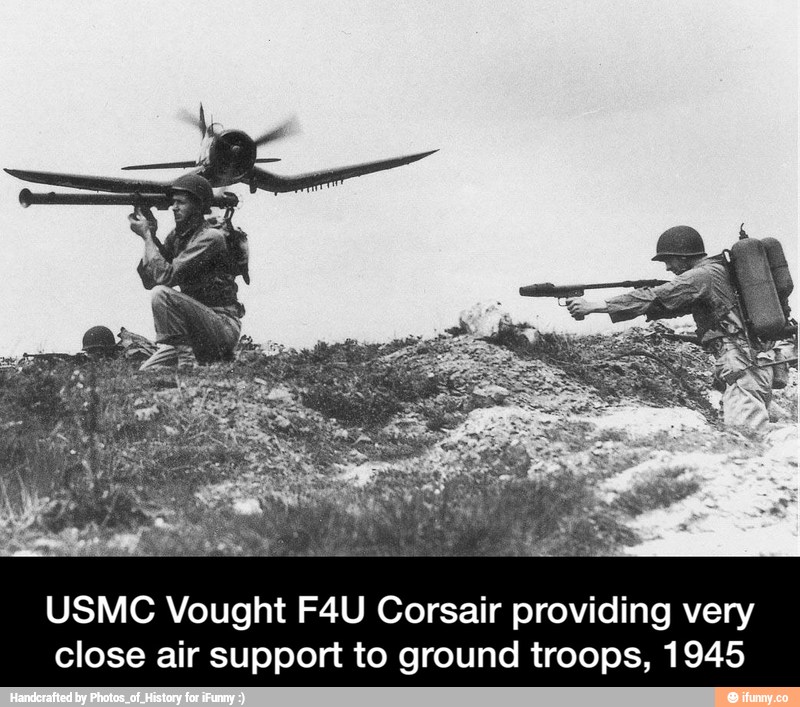 USMC Vought F4U Corsair providing very
close air support to ground troops, 1945
Handcrafted by Photos_of_History for iFunny :)
ifunny.co